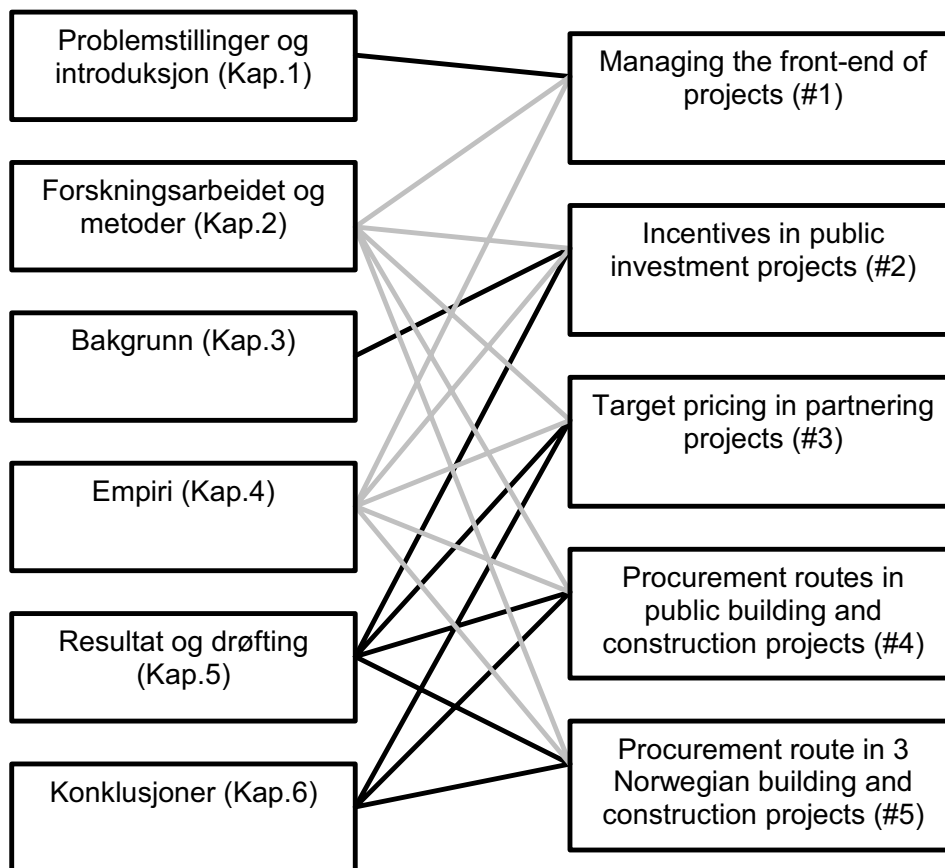 Problemstillinger og
introduksjon (Kap.1)
Forskningsarbeidet og
metoder (Kap.2)
Bakgrunn (Kap.3)
Empiri (Kap.4)
Resultat og drøfting
(Kap.5)
Konklusjoner (Kap.6)
Managing the front-end of
projects (#1)
Incentives in public
investment projects (#2)
Target pricing in partnering
projects (#3)
Procurement routes in
public building and
construction projects (#4)
Procurement route in 3
Norwegian building and
construction projects (#5)